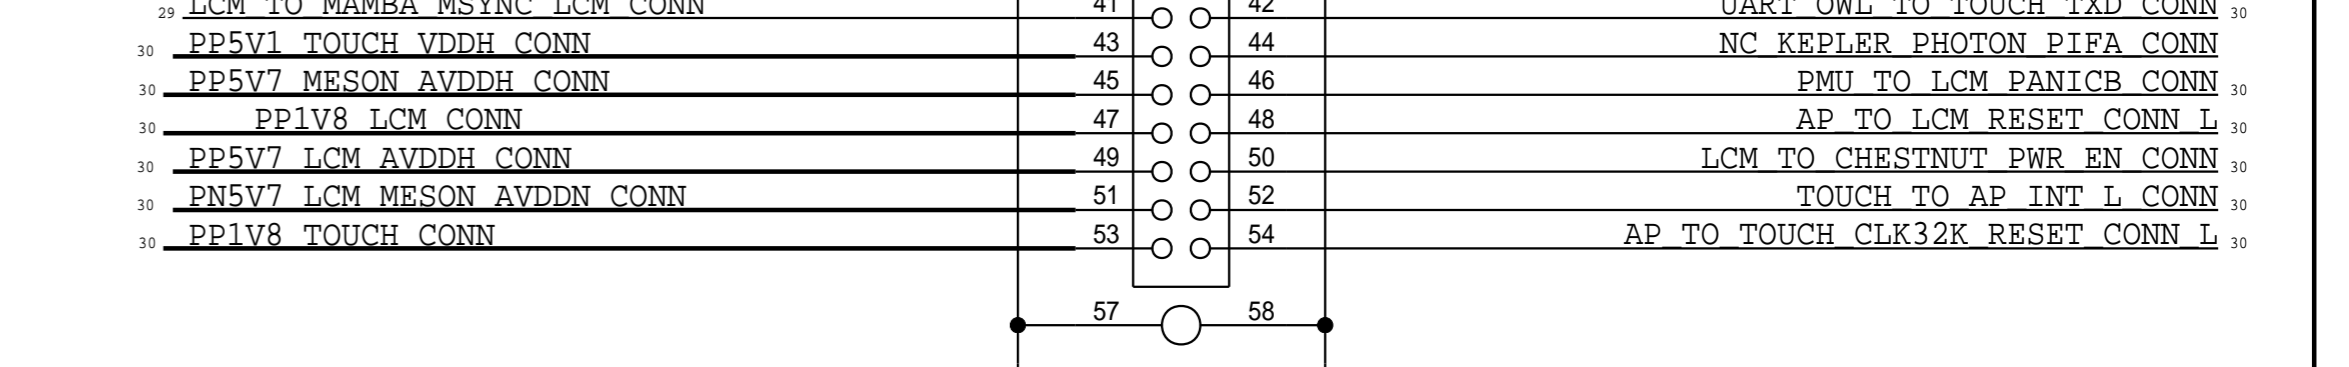 29 LCM_TO_MAMBA_MSYNC_LCM_CONN 41 42 UART_OWL_TO_TOUCH_TXD_CONN 30
30 PP5V1_TOUCH_VDDH_CONN 43 44 NC_KEPLER_PHOTON_PIFA_CONN
30 PP5V7_MESON_AVDDH_CONN 45 46 PMU_TO_LCM_PANICB_CONN 30
30 PP1V8_LCM_CONN 47 48 AP_TO_LCM_RESET_CONN_L 30
30 PP5V7_LCM_AVDDH_CONN 49 50 LCM_TO_CHESTNUT_PWR_EN_CONN 30
30 PN5V7_LCM_MESON_AVDDN_CONN 51 52 TOUCH_TO_AP_INT_L_CONN 30
30 PP1V8_TOUCH_CONN 53 54 AP_TO_TOUCH_CLK32K_RESET_CONN_L 30
57 58